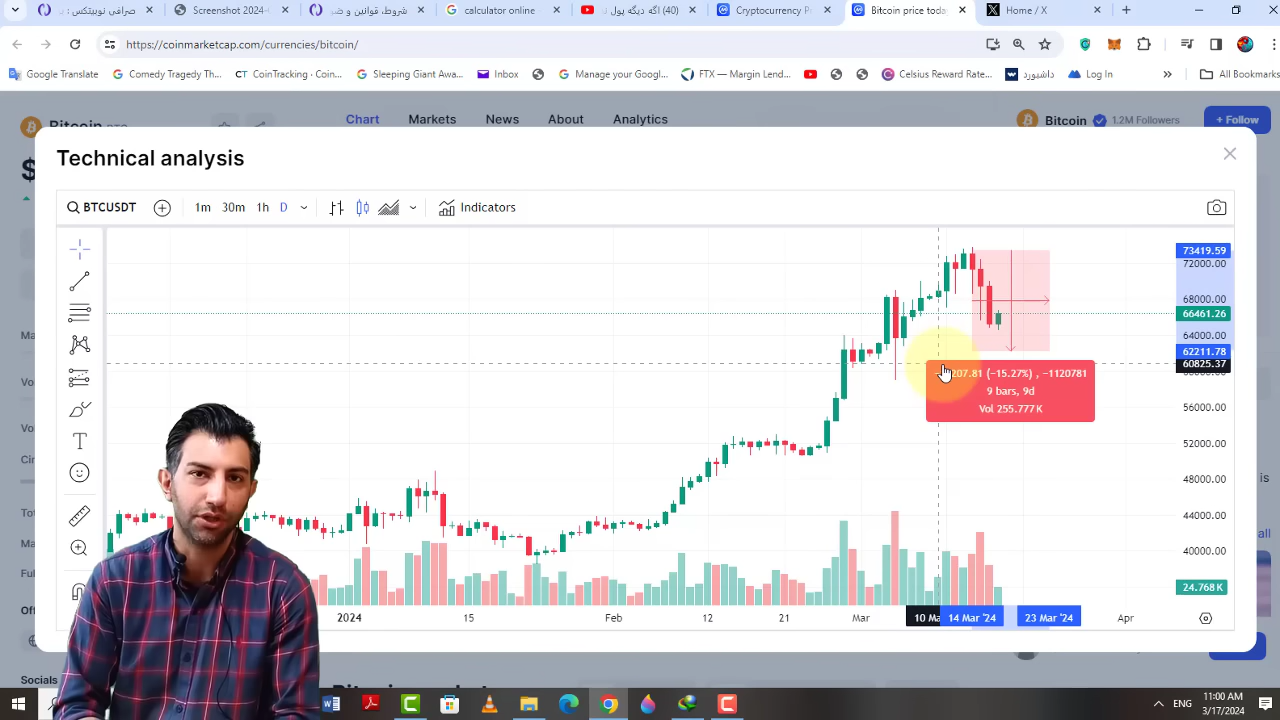 صرافی نوبیتکس : خ
Screenshot 2024-
شروط، قوانین و ضر
calculator online
(40) اگه دیگه پول
Cryptocurrency P
Bitcoin price toda
Home / X
https://coinmarketcap.com/currencies/bitcoin/
Google Translate
Comedy Tragedy Th...
CoinTracking · Coin...
Sleeping Giant Awa...
Inbox
Manage your Googl...
FTX — Margin Lend...
Celsius Reward Rate...
داشبورد
Log In
»
All Bookmarks
Bitcoin
Chart
Markets
News
About
Analytics
Bitcoin
1.2M Followers
+ Follow
$
Technical analysis
BTCUSDT
1m 30m 1h D
Indicators
73419.59
72000.00
68000.00
66461.26
64000.00
62211.78
60825.37
56000.00
52000.00
48000.00
44000.00
40000.00
24.768 K
207.81 (−15.27%) , −1120781
9 bars, 9d
Vol 255.777 K
2024
15
Feb
12
21
Mar
10 Ma
14 Mar '24
23 Mar '24
Apr
Socials
11:00 AM
ENG
3/17/2024